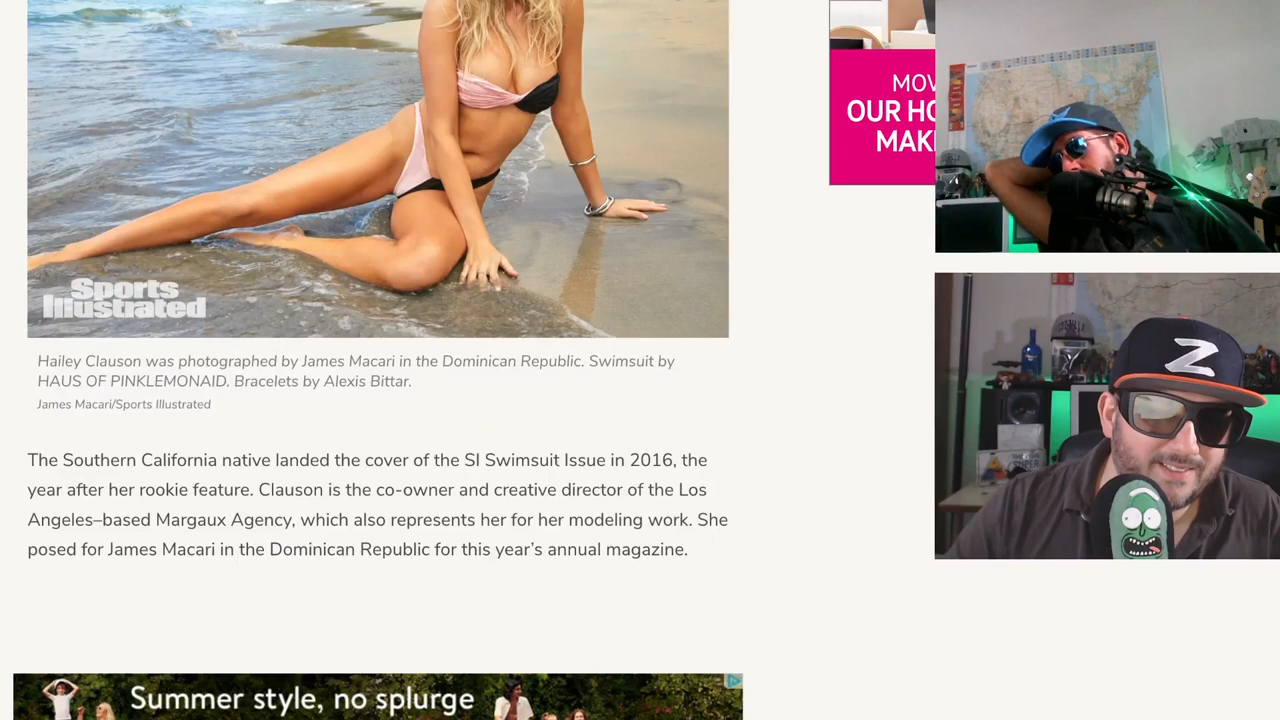 Sports
Illustrated
Hailey Clauson was photographed by James Macari in the Dominican Republic. Swimsuit by
HAUS OF PINKLEMONAID. Bracelets by Alexis Bittar.
James Macari/Sports Illustrated
The Southern California native landed the cover of the SI Swimsuit Issue in 2016, the
year after her rookie feature. Clauson is the co-owner and creative director of the Los
Angeles–based Margaux Agency, which also represents her for her modeling work. She
posed for James Macari in the Dominican Republic for this year’s annual magazine.
Summer style, no splurge
MOV
OUR HO
MAK
Z